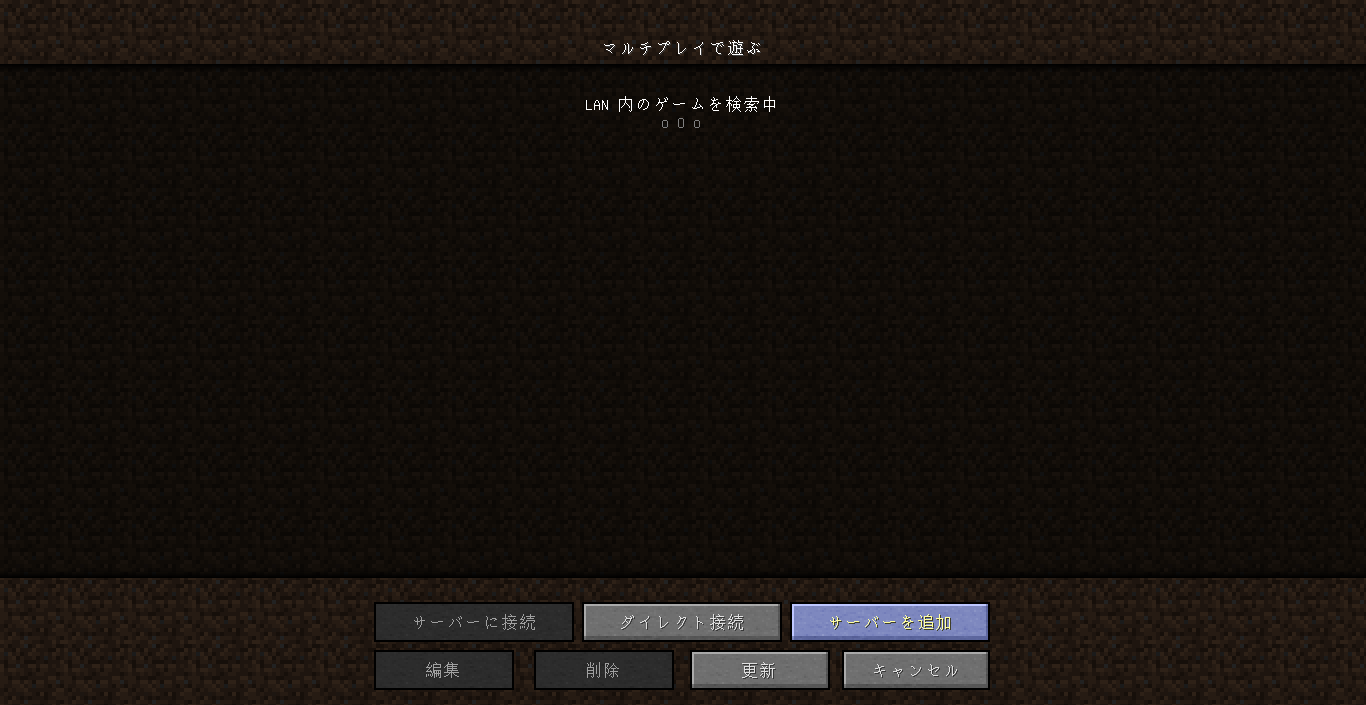 マルチプレイで遊ぶ
LAN 内のゲームを検索中
o O o
サーバーに接続 ダイレクト接続 サーバーを追加
編集 削除 更新 キャンセル